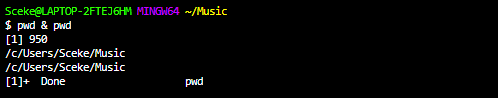 Sceke@LAPTOP-2FTEJ6HM MINGW64 ~/Music
$ pwd & pwd
[1] 950
/c/Users/Sceke/Music
/c/Users/Sceke/Music
[1]+  Done                    pwd